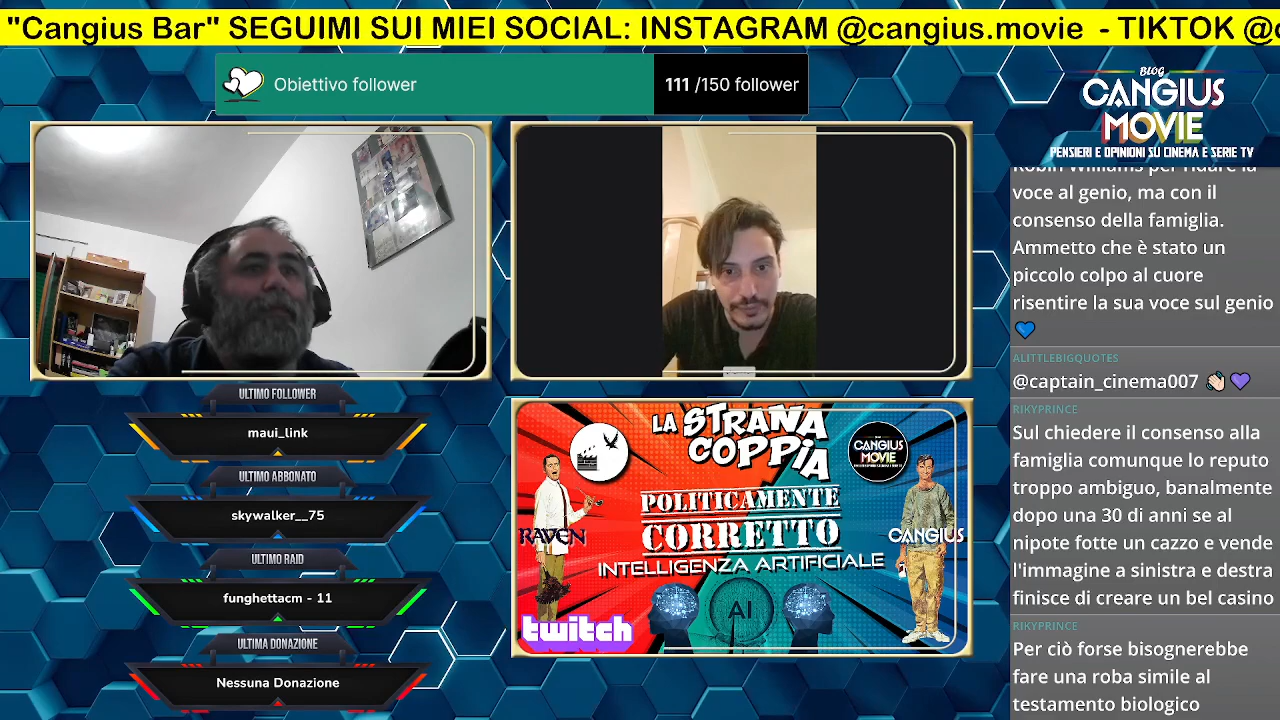 "Cangius Bar" SEGUIMI SUI MIEI SOCIAL: INSTAGRAM @cangius.movie - TIKTOK @c
Obiettivo follower
111 /150 follower
BLOG
CANGIUS
MOVIE
PENSIERI E OPINIONI SU CINEMA E SERIE TV
ULTIMO FOLLOWER
maui_link
ULTIMO ABBONATO
skywalker__75
ULTIMO RAID
funghettacm - 11
ULTIMA DONAZIONE
Nessuna Donazione
LA STRANA
COPPIA
CANGIUS
MOVIE
POLITICAMENTE
CORRETTO
INTELLIGENZA ARTIFICIALE
RAVEN
CANGIUS
AI
twitch
Robin Williams per ridare la
voce al genio, ma con il
consenso della famiglia.
Ammetto che è stato un
piccolo colpo al cuore
risentire la sua voce sul genio
💙
ALITTLEBIGQUOTES
@captain_cinema007 👏🏻💜
RIKYPRINCE
Sul chiedere il consenso alla
famiglia comunque lo reputo
troppo ambiguo, banalmente
dopo una 30 di anni se al
nipote fotte un cazzo e vende
l'immagine a sinistra e destra
finisce di creare un bel casino
RIKYPRINCE
Per ciò forse bisognerebbe
fare una roba simile al
testamento biologico